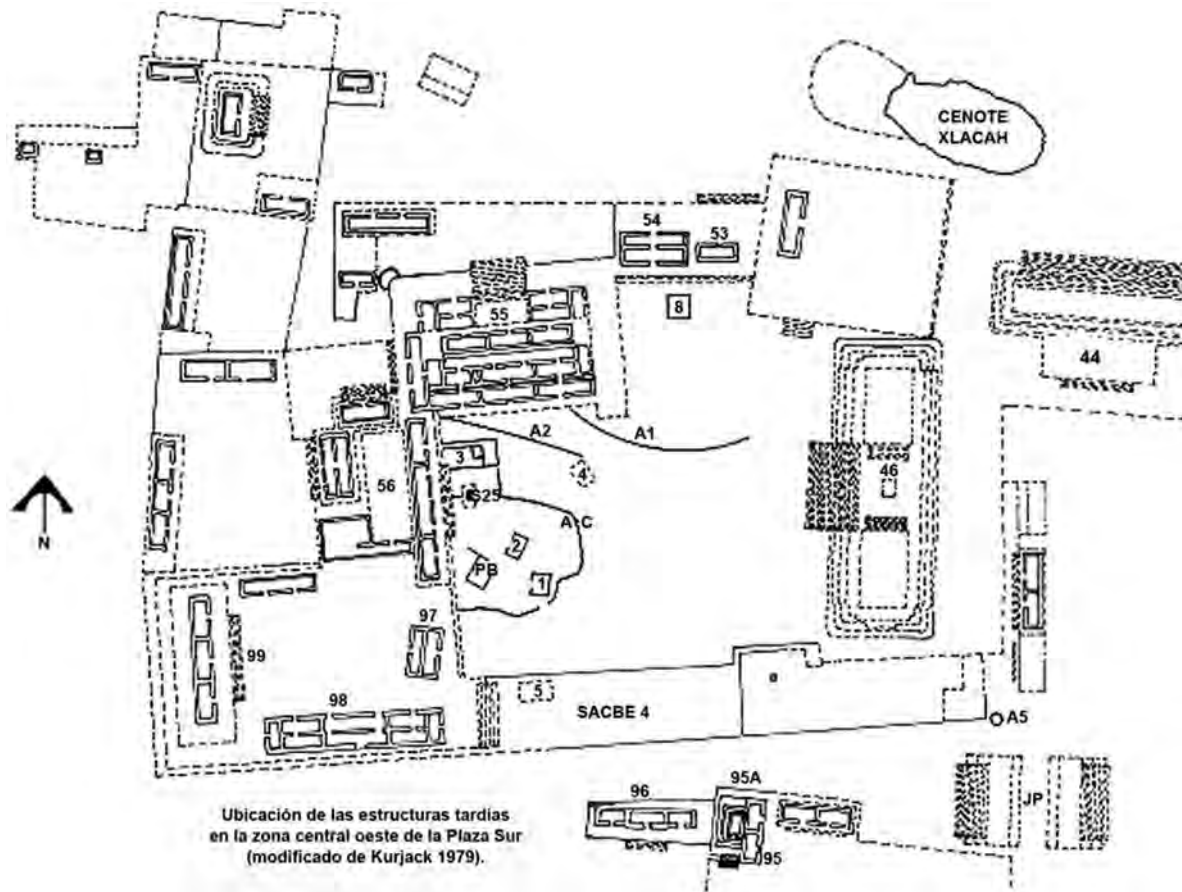 CENOTE
XLACAH
54
53
8
55
44
A2
A1
3
4
46
56
S25
A-C
2
PB
1
N
97
99
5
98
SACBE 4
A5
95A
96
JP
95
Ubicación de las estructuras tardías
en la zona central oeste de la Plaza Sur
(modificado de Kurjack 1979).